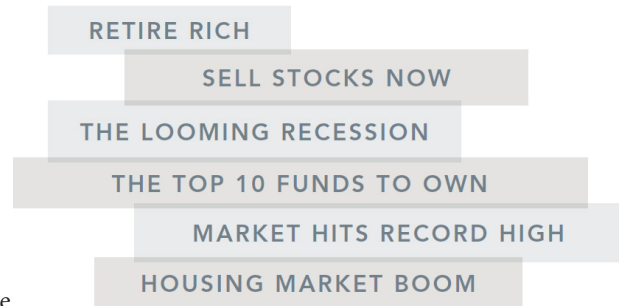 RETIRE RICH
SELL STOCKS NOW
THE LOOMING RECESSION
THE TOP 10 FUNDS TO OWN
MARKET HITS RECORD HIGH
HOUSING MARKET BOOM